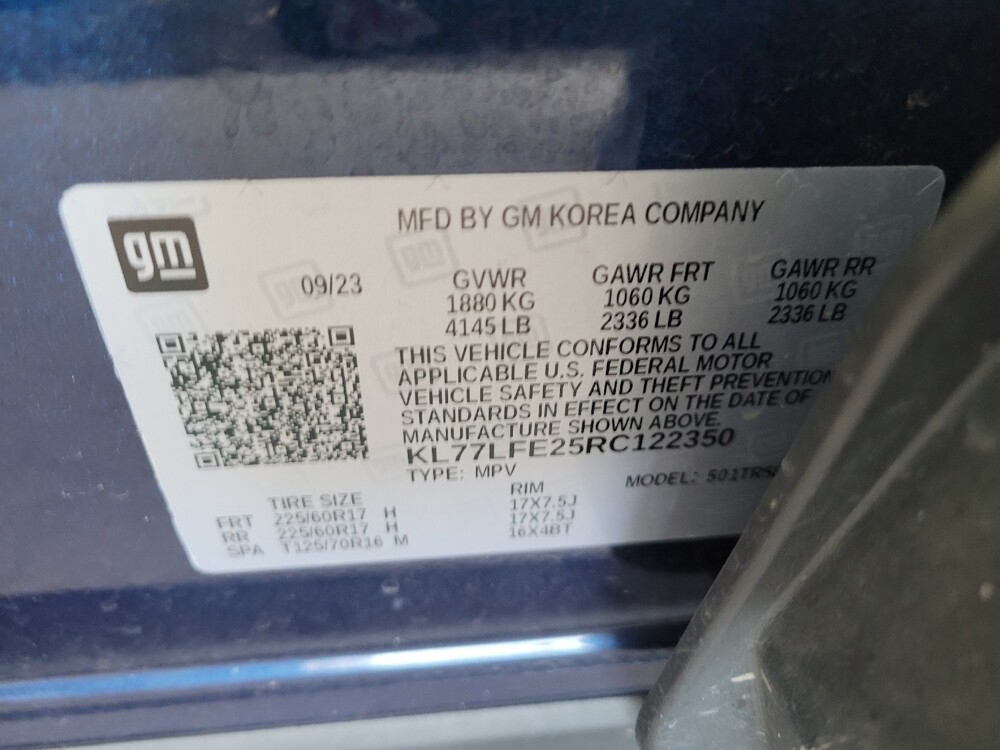 gm
MFD BY GM KOREA COMPANY
09/23
GVWR
1880 KG
4145 LB
GAWR FRT
1060 KG
2336 LB
GAWR RR
1060 KG
2336 LB
THIS VEHICLE CONFORMS TO ALL
APPLICABLE U.S. FEDERAL MOTOR
VEHICLE SAFETY AND THEFT PREVENTION
STANDARDS IN EFFECT ON THE DATE OF
MANUFACTURE SHOWN ABOVE.
KL77LFE25RC122350
TYPE: MPV
MODEL:
TIRE SIZE
RIM
FRT 225/60R17 H 17X7.5J
RR 225/60R17 H 17X7.5J
SPA T125/70R16 M 16X4BT